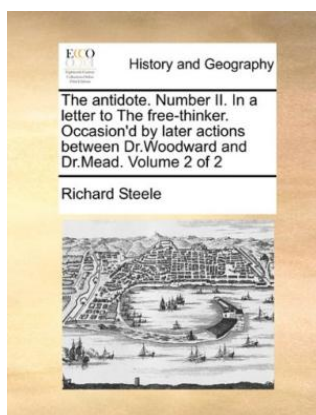 ECCO
History and Geography
The antidote. Number II. In a
letter to The free-thinker.
Occasion'd by later actions
between Dr.Woodward and
Dr.Mead. Volume 2 of 2
Richard Steele